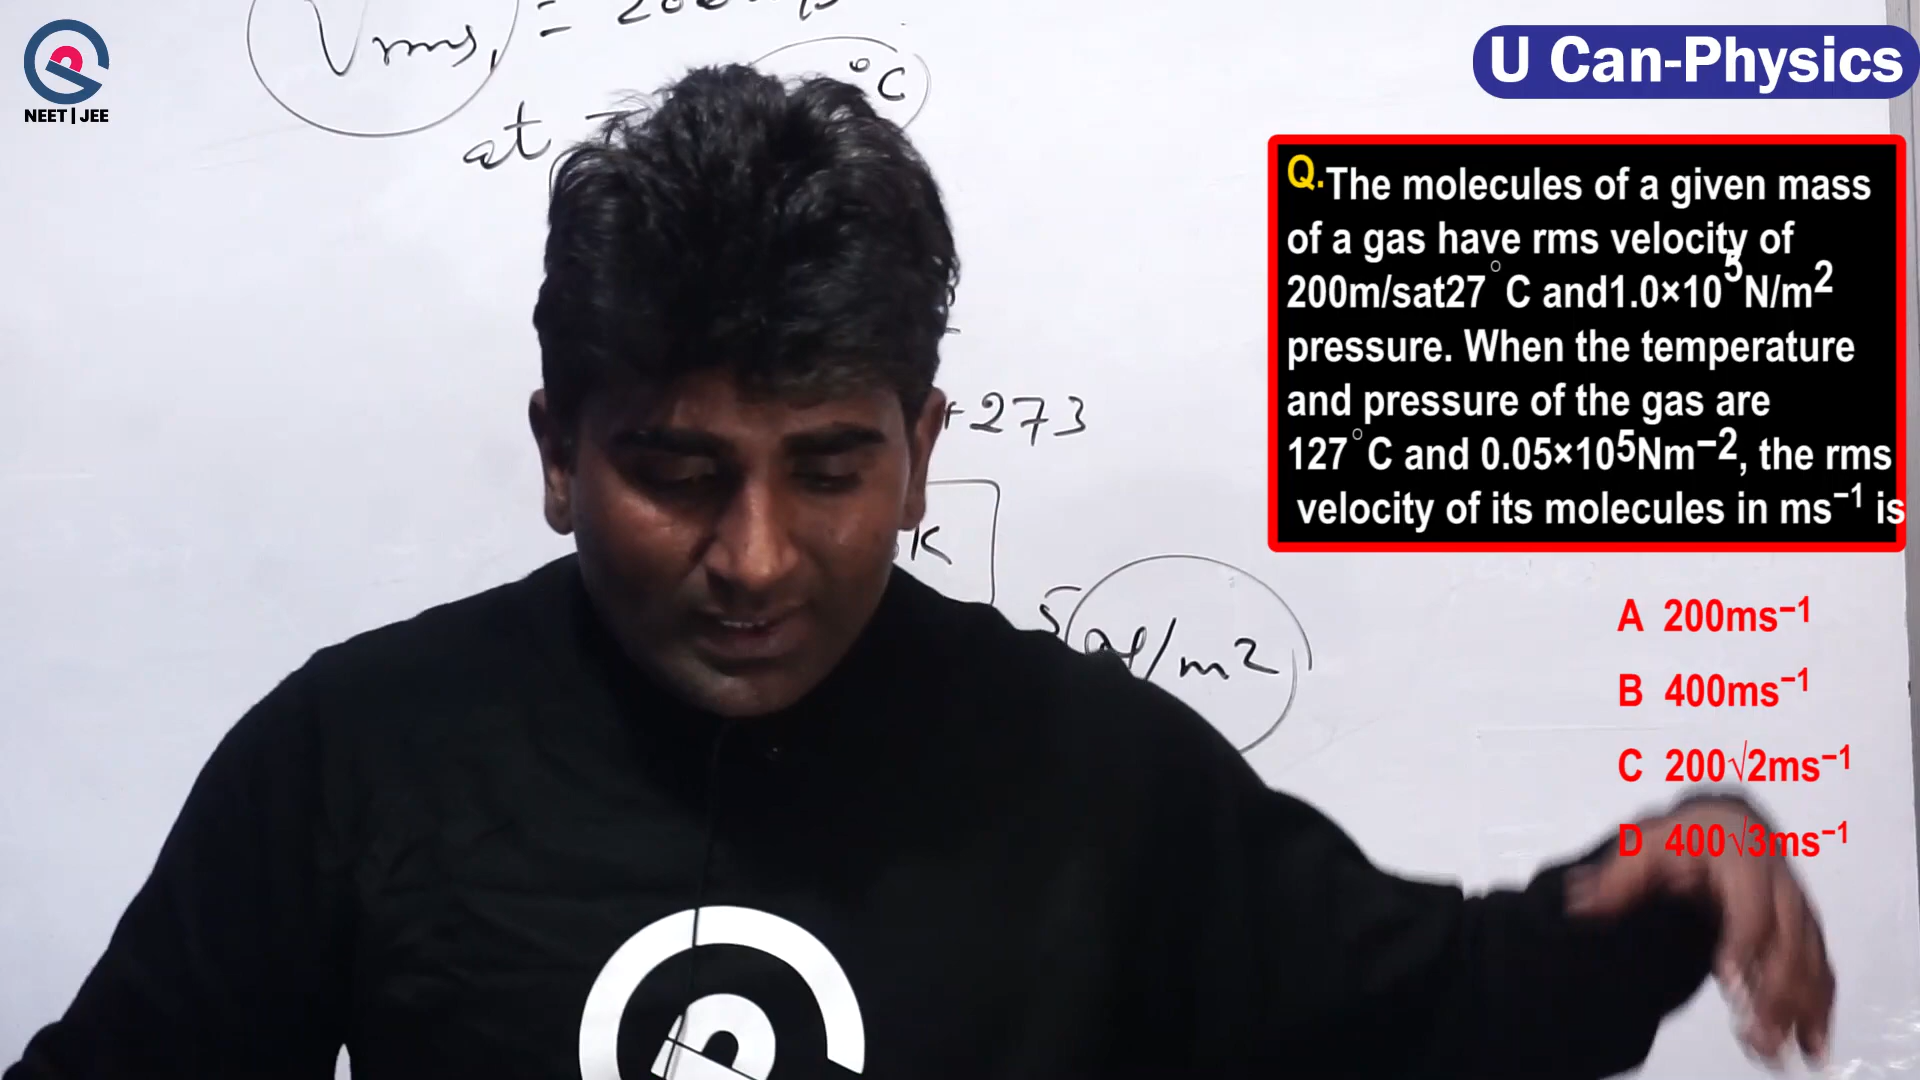 Vrms, =
°C
at
+273
K
5 N/m2
NEET|JEE
U Can-Physics
Q.The molecules of a given mass
of a gas have rms velocity of
200m/sat27°C and1.0×10⁵N/m²
pressure. When the temperature
and pressure of the gas are
127°C and 0.05×10⁵Nm⁻², the rms
velocity of its molecules in ms⁻¹ is
A 200ms⁻¹
B 400ms⁻¹
C 200√2ms⁻¹
D 400√3ms⁻¹